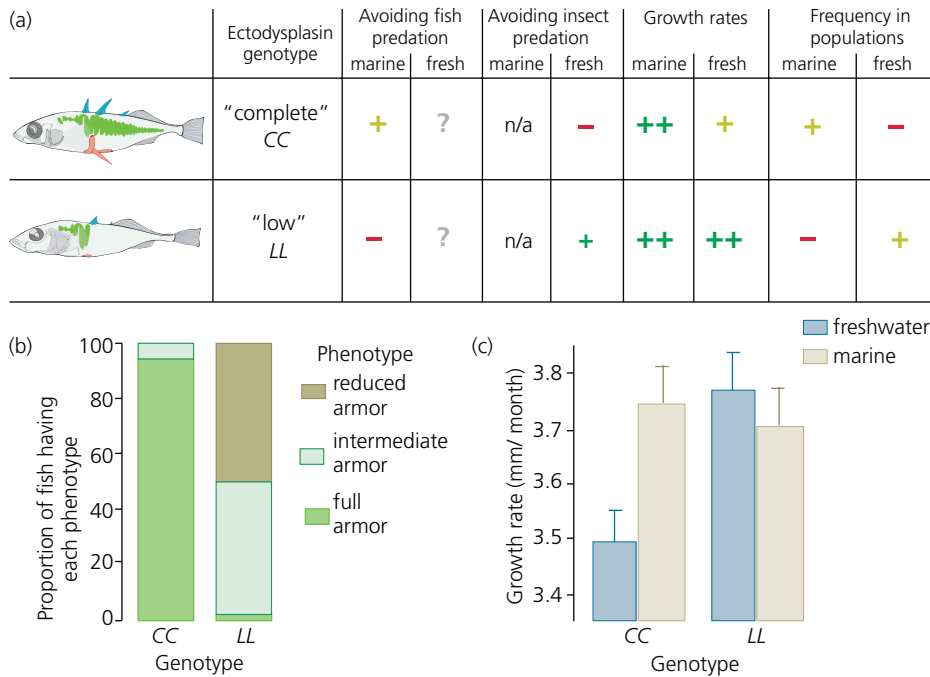 (a)
Ectodysplasin
genotype
Avoiding fish
predation
marine fresh
Avoiding insect
predation
marine fresh
Growth rates
marine fresh
Frequency in
populations
marine fresh
"complete"
CC
+ ? n/a – ++ + + –
"low"
LL
– ? n/a + ++ ++ – +
(b)
Proportion of fish having
each phenotype
100
80
60
40
20
0
CC LL
Genotype
Phenotype
reduced
armor
intermediate
armor
full
armor
(c)
freshwater
marine
Growth rate (mm/ month)
3.8
3.7
3.6
3.5
3.4
CC LL
Genotype